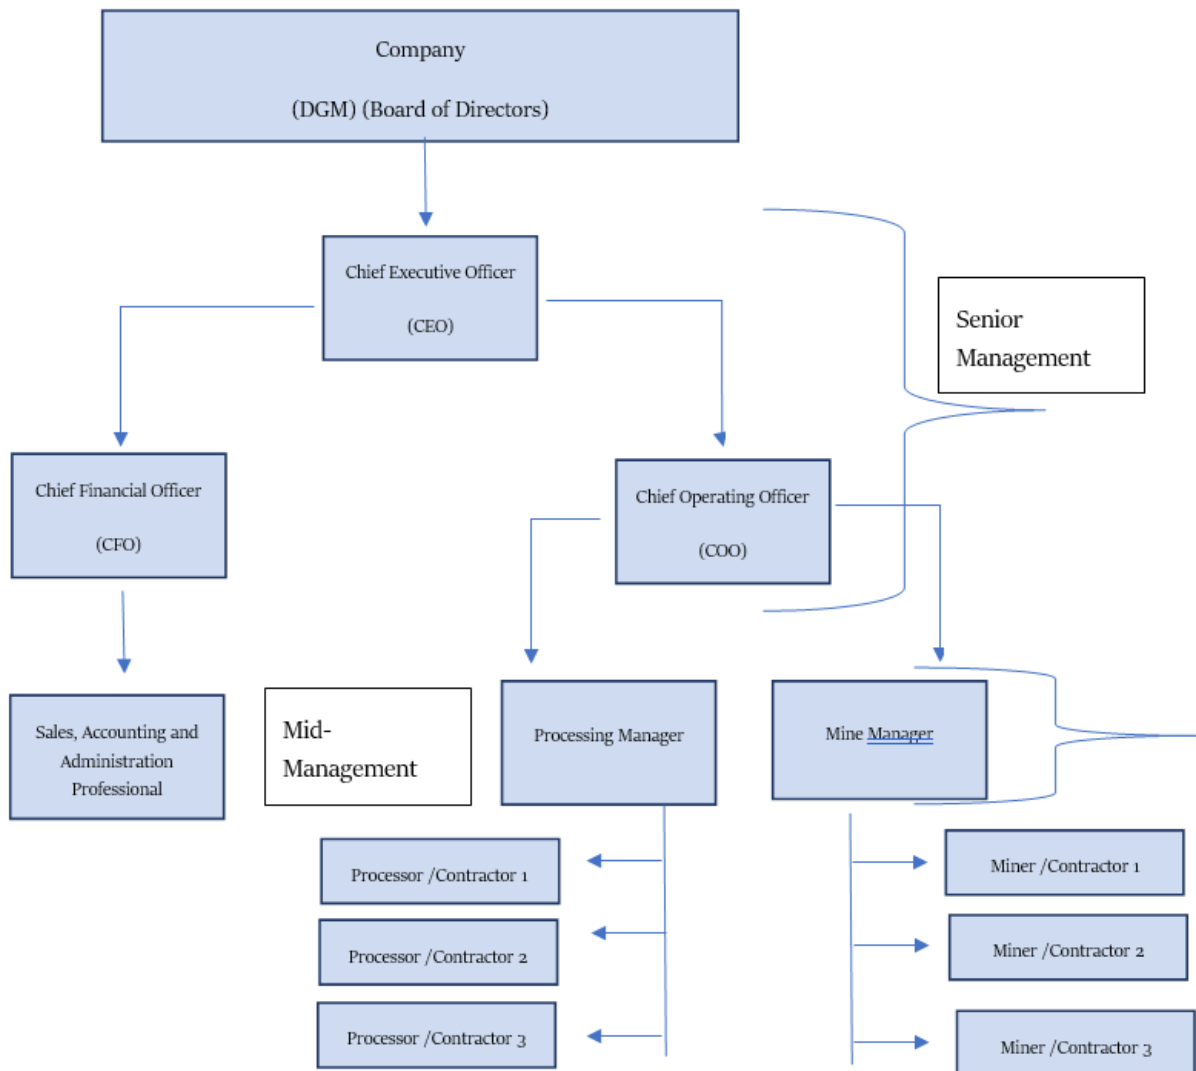 Company
(DGM) (Board of Directors)
Chief Executive Officer
(CEO)
Senior
Management
Chief Financial Officer
(CFO)
Chief Operating Officer
(COO)
Sales, Accounting and
Administration
Professional
Mid-
Management
Processing Manager
Mine Manager
Processor /Contractor 1
Processor /Contractor 2
Processor /Contractor 3
Miner /Contractor 1
Miner /Contractor 2
Miner /Contractor 3